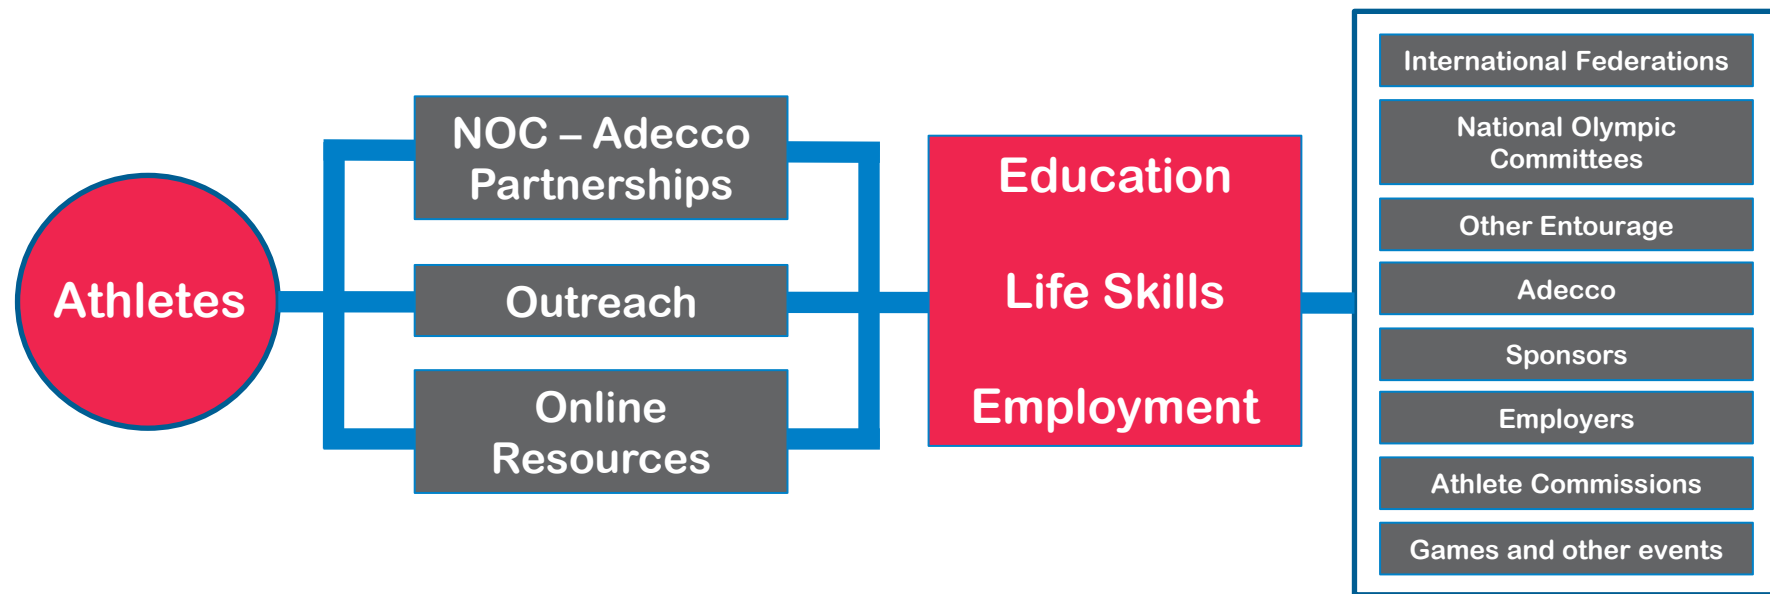 Athletes
NOC – Adecco
Partnerships
Outreach
Online
Resources
Education
Life Skills
Employment
International Federations
National Olympic
Committees
Other Entourage
Adecco
Sponsors
Employers
Athlete Commissions
Games and other events